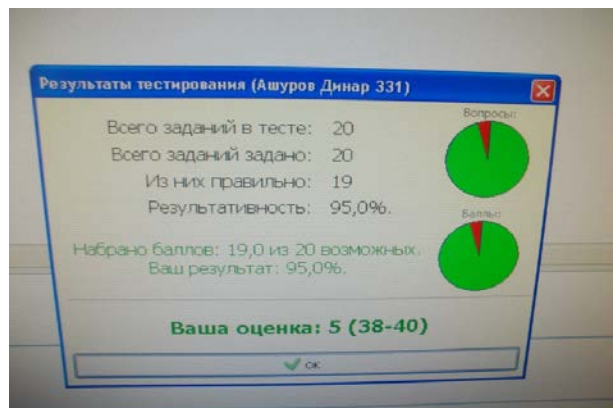 Результаты тестирования (Ашуров Динар 331)
Всего заданий в тесте: 20
Всего заданий задано: 20
Из них правильно: 19
Результативность: 95,0%.
Вопросы:
Баллы:
Набрано баллов: 19,0 из 20 возможных.
Ваш результат: 95,0%.
Ваша оценка: 5 (38-40)
ок